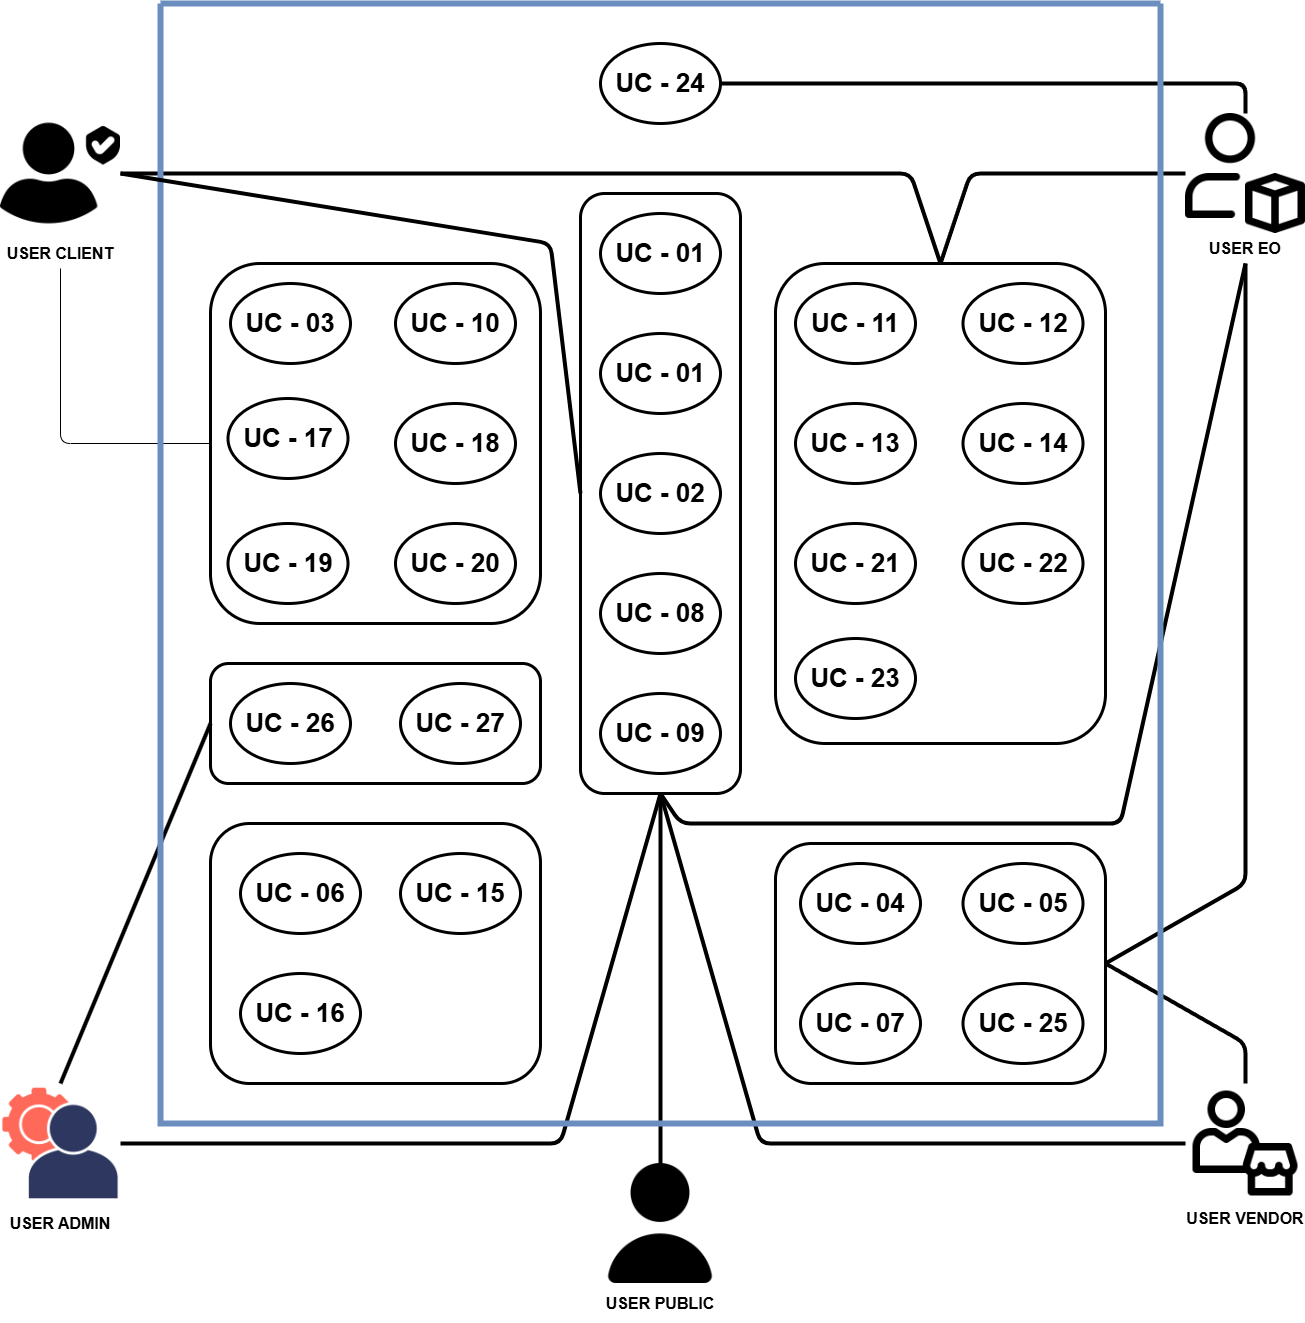 UC - 24
USER CLIENT
USER EO
UC - 03
UC - 10
UC - 17
UC - 18
UC - 19
UC - 20
UC - 01
UC - 01
UC - 02
UC - 08
UC - 09
UC - 11
UC - 12
UC - 13
UC - 14
UC - 21
UC - 22
UC - 23
UC - 26
UC - 27
UC - 06
UC - 15
UC - 16
UC - 04
UC - 05
UC - 07
UC - 25
USER ADMIN
USER PUBLIC
USER VENDOR